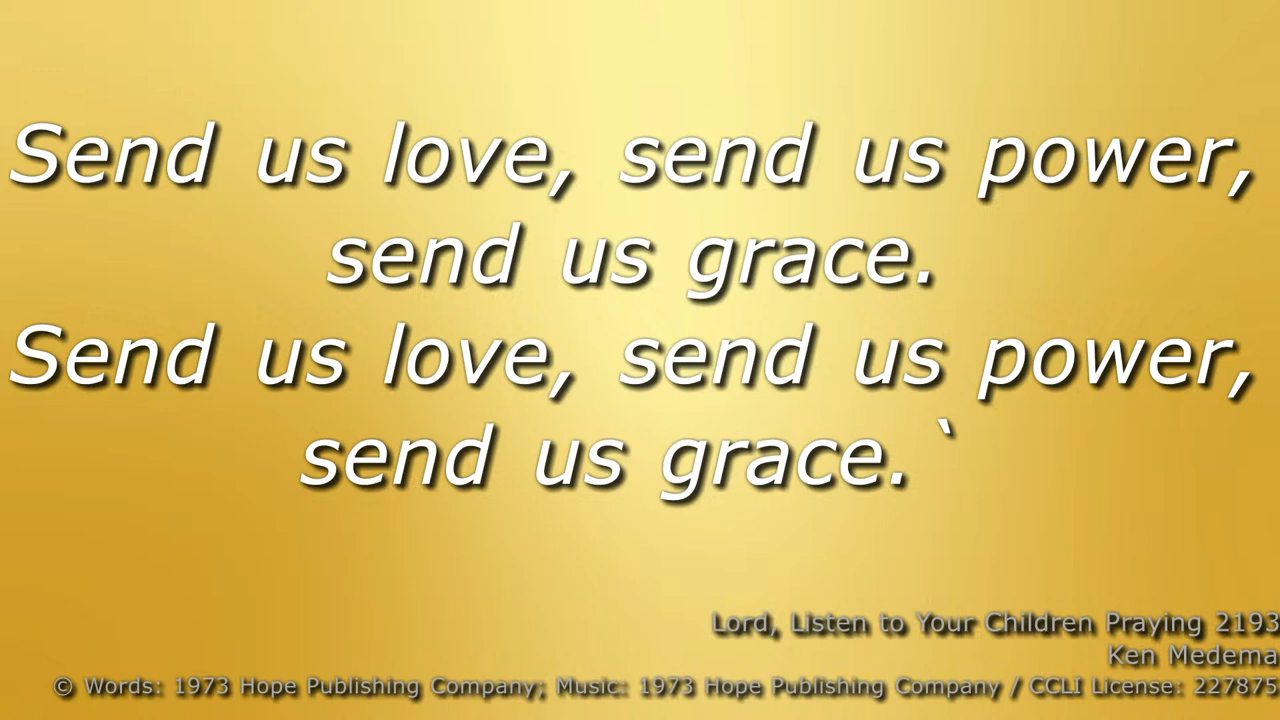 Send us love, send us power,
send us grace.
Send us love, send us power,
send us grace.`
Lord, Listen to Your Children Praying 2193
Ken Medema
© Words: 1973 Hope Publishing Company; Music: 1973 Hope Publishing Company / CCLI License: 227875